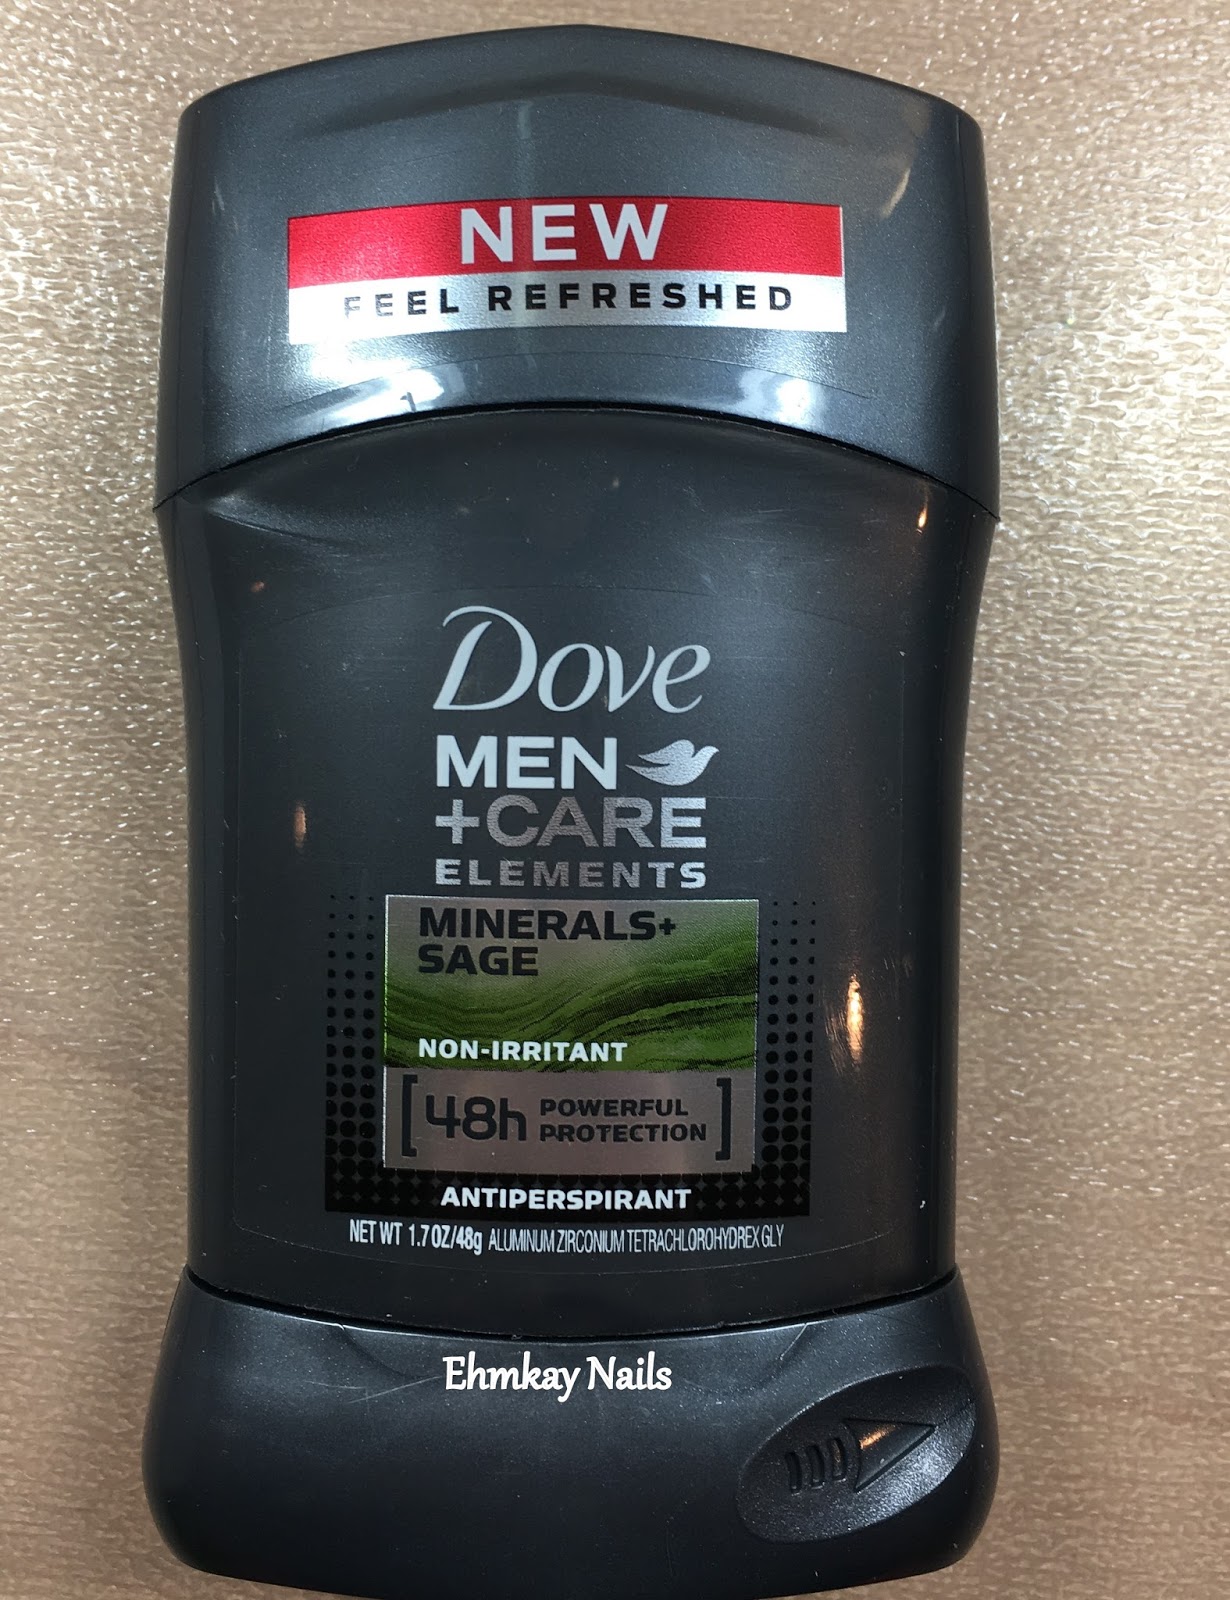 NEW
FEEL REFRESHED
Dove
MEN
+CARE
ELEMENTS
MINERALS+
SAGE
NON-IRRITANT
[48h POWERFUL
PROTECTION]
ANTIPERSPIRANT
NET WT 1.7 OZ/48g ALUMINUM ZIRCONIUM TETRACHLOROHYDREX GLY
Ehmkay Nails